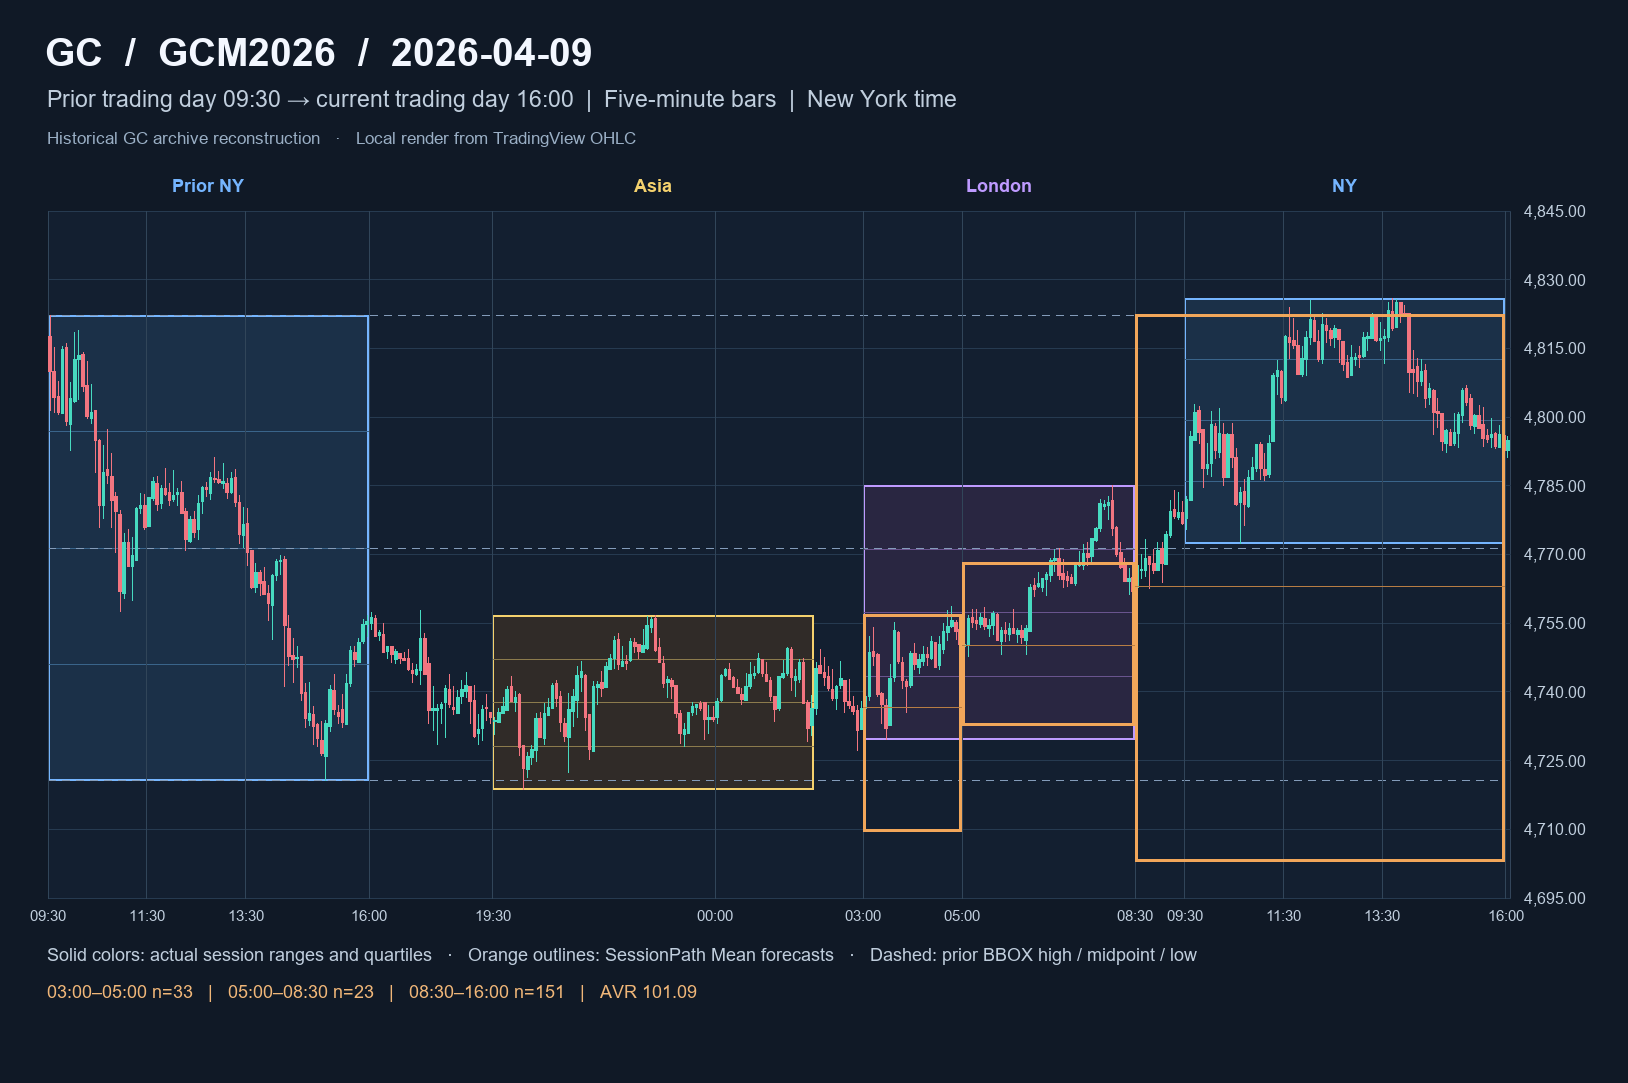 GC / GCM2026 / 2026-04-09
Prior trading day 09:30 → current trading day 16:00 | Five-minute bars | New York time
Historical GC archive reconstruction · Local render from TradingView OHLC
Prior NY Asia London NY
4,845.00
4,830.00
4,815.00
4,800.00
4,785.00
4,770.00
4,755.00
4,740.00
4,725.00
4,710.00
4,695.00
09:30 11:30 13:30 16:00 19:30 00:00 03:00 05:00 08:30 09:30 11:30 13:30 16:00
Solid colors: actual session ranges and quartiles · Orange outlines: SessionPath Mean forecasts · Dashed: prior BBOX high / midpoint / low
03:00–05:00 n=33 | 05:00–08:30 n=23 | 08:30–16:00 n=151 | AVR 101.09